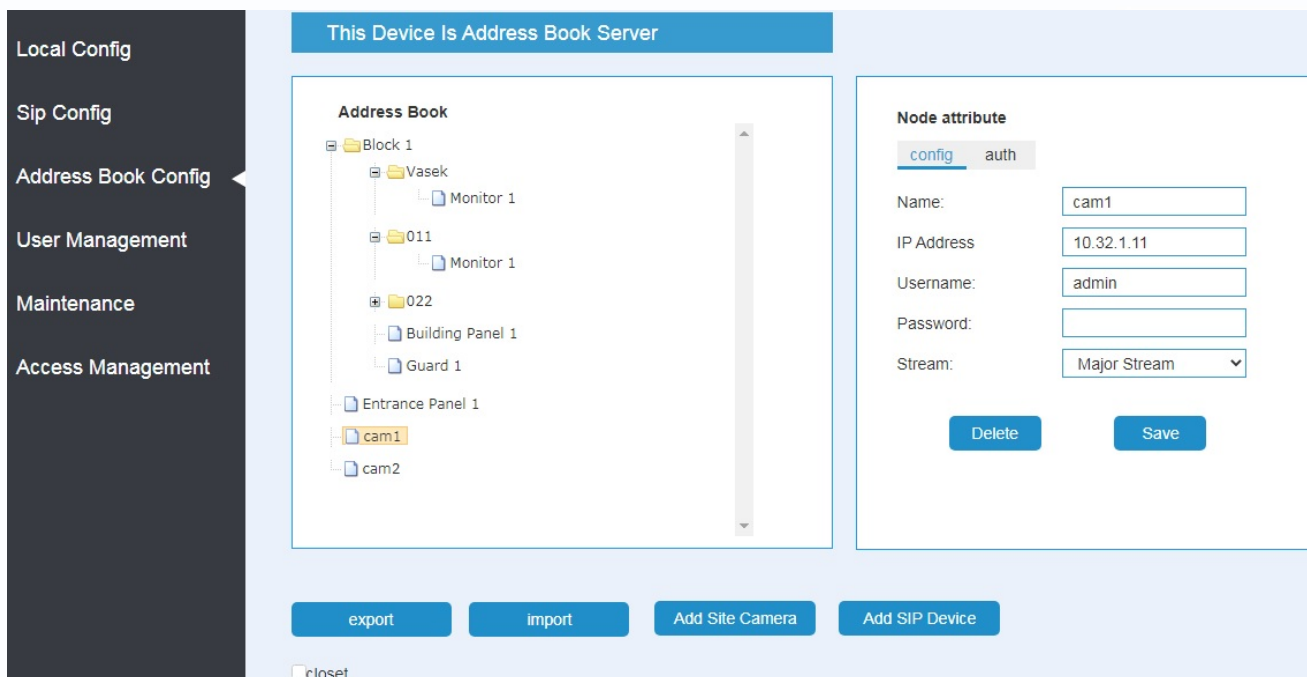 Local Config
Sip Config
Address Book Config
User Management
Maintenance
Access Management
This Device Is Address Book Server
Address Book
Block 1
Vasek
Monitor 1
011
Monitor 1
022
Building Panel 1
Guard 1
Entrance Panel 1
cam1
cam2
Node attribute
config auth
Name: cam1
IP Address 10.32.1.11
Username: admin
Password:
Stream: Major Stream
Delete Save
export import Add Site Camera Add SIP Device
closet